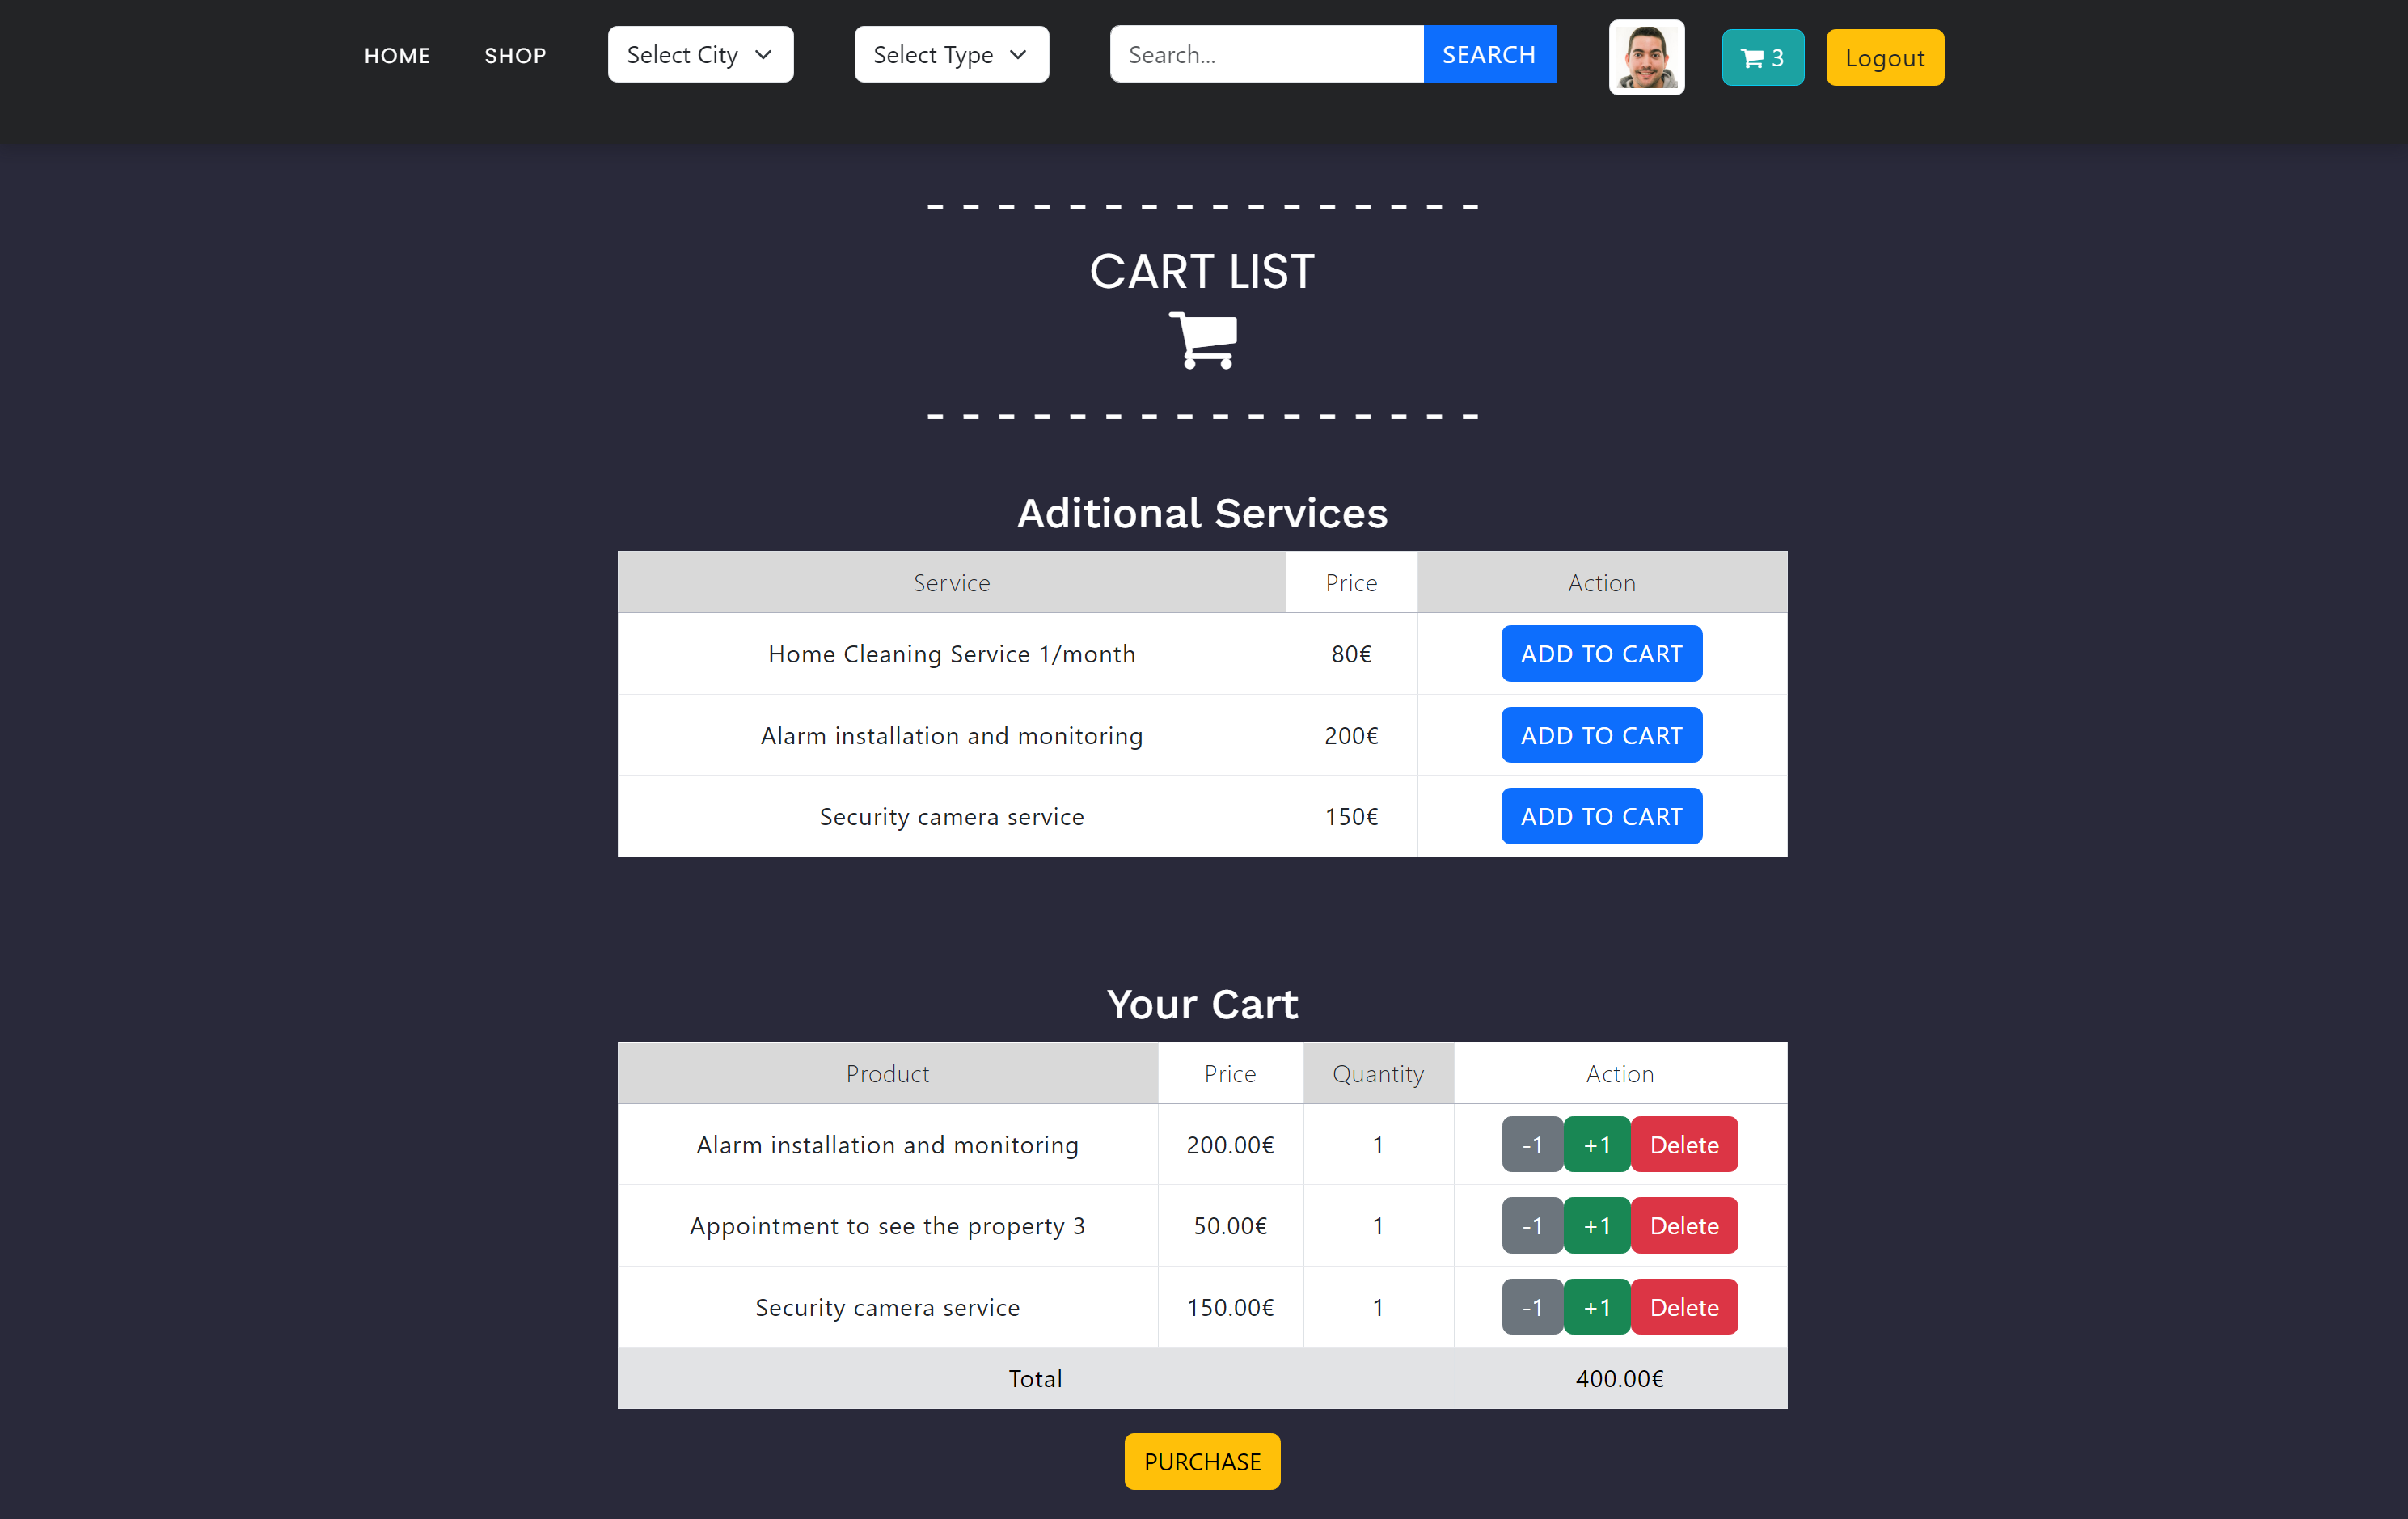 HOME SHOP Select City Select Type Search... SEARCH 3 Logout
- - - - - - - - - - - - - - - -
CART LIST
- - - - - - - - - - - - - - - -
Aditional Services
Service Price Action
Home Cleaning Service 1/month 80€ ADD TO CART
Alarm installation and monitoring 200€ ADD TO CART
Security camera service 150€ ADD TO CART
Your Cart
Product Price Quantity Action
Alarm installation and monitoring 200.00€ 1 -1 +1 Delete
Appointment to see the property 3 50.00€ 1 -1 +1 Delete
Security camera service 150.00€ 1 -1 +1 Delete
Total 400.00€
PURCHASE